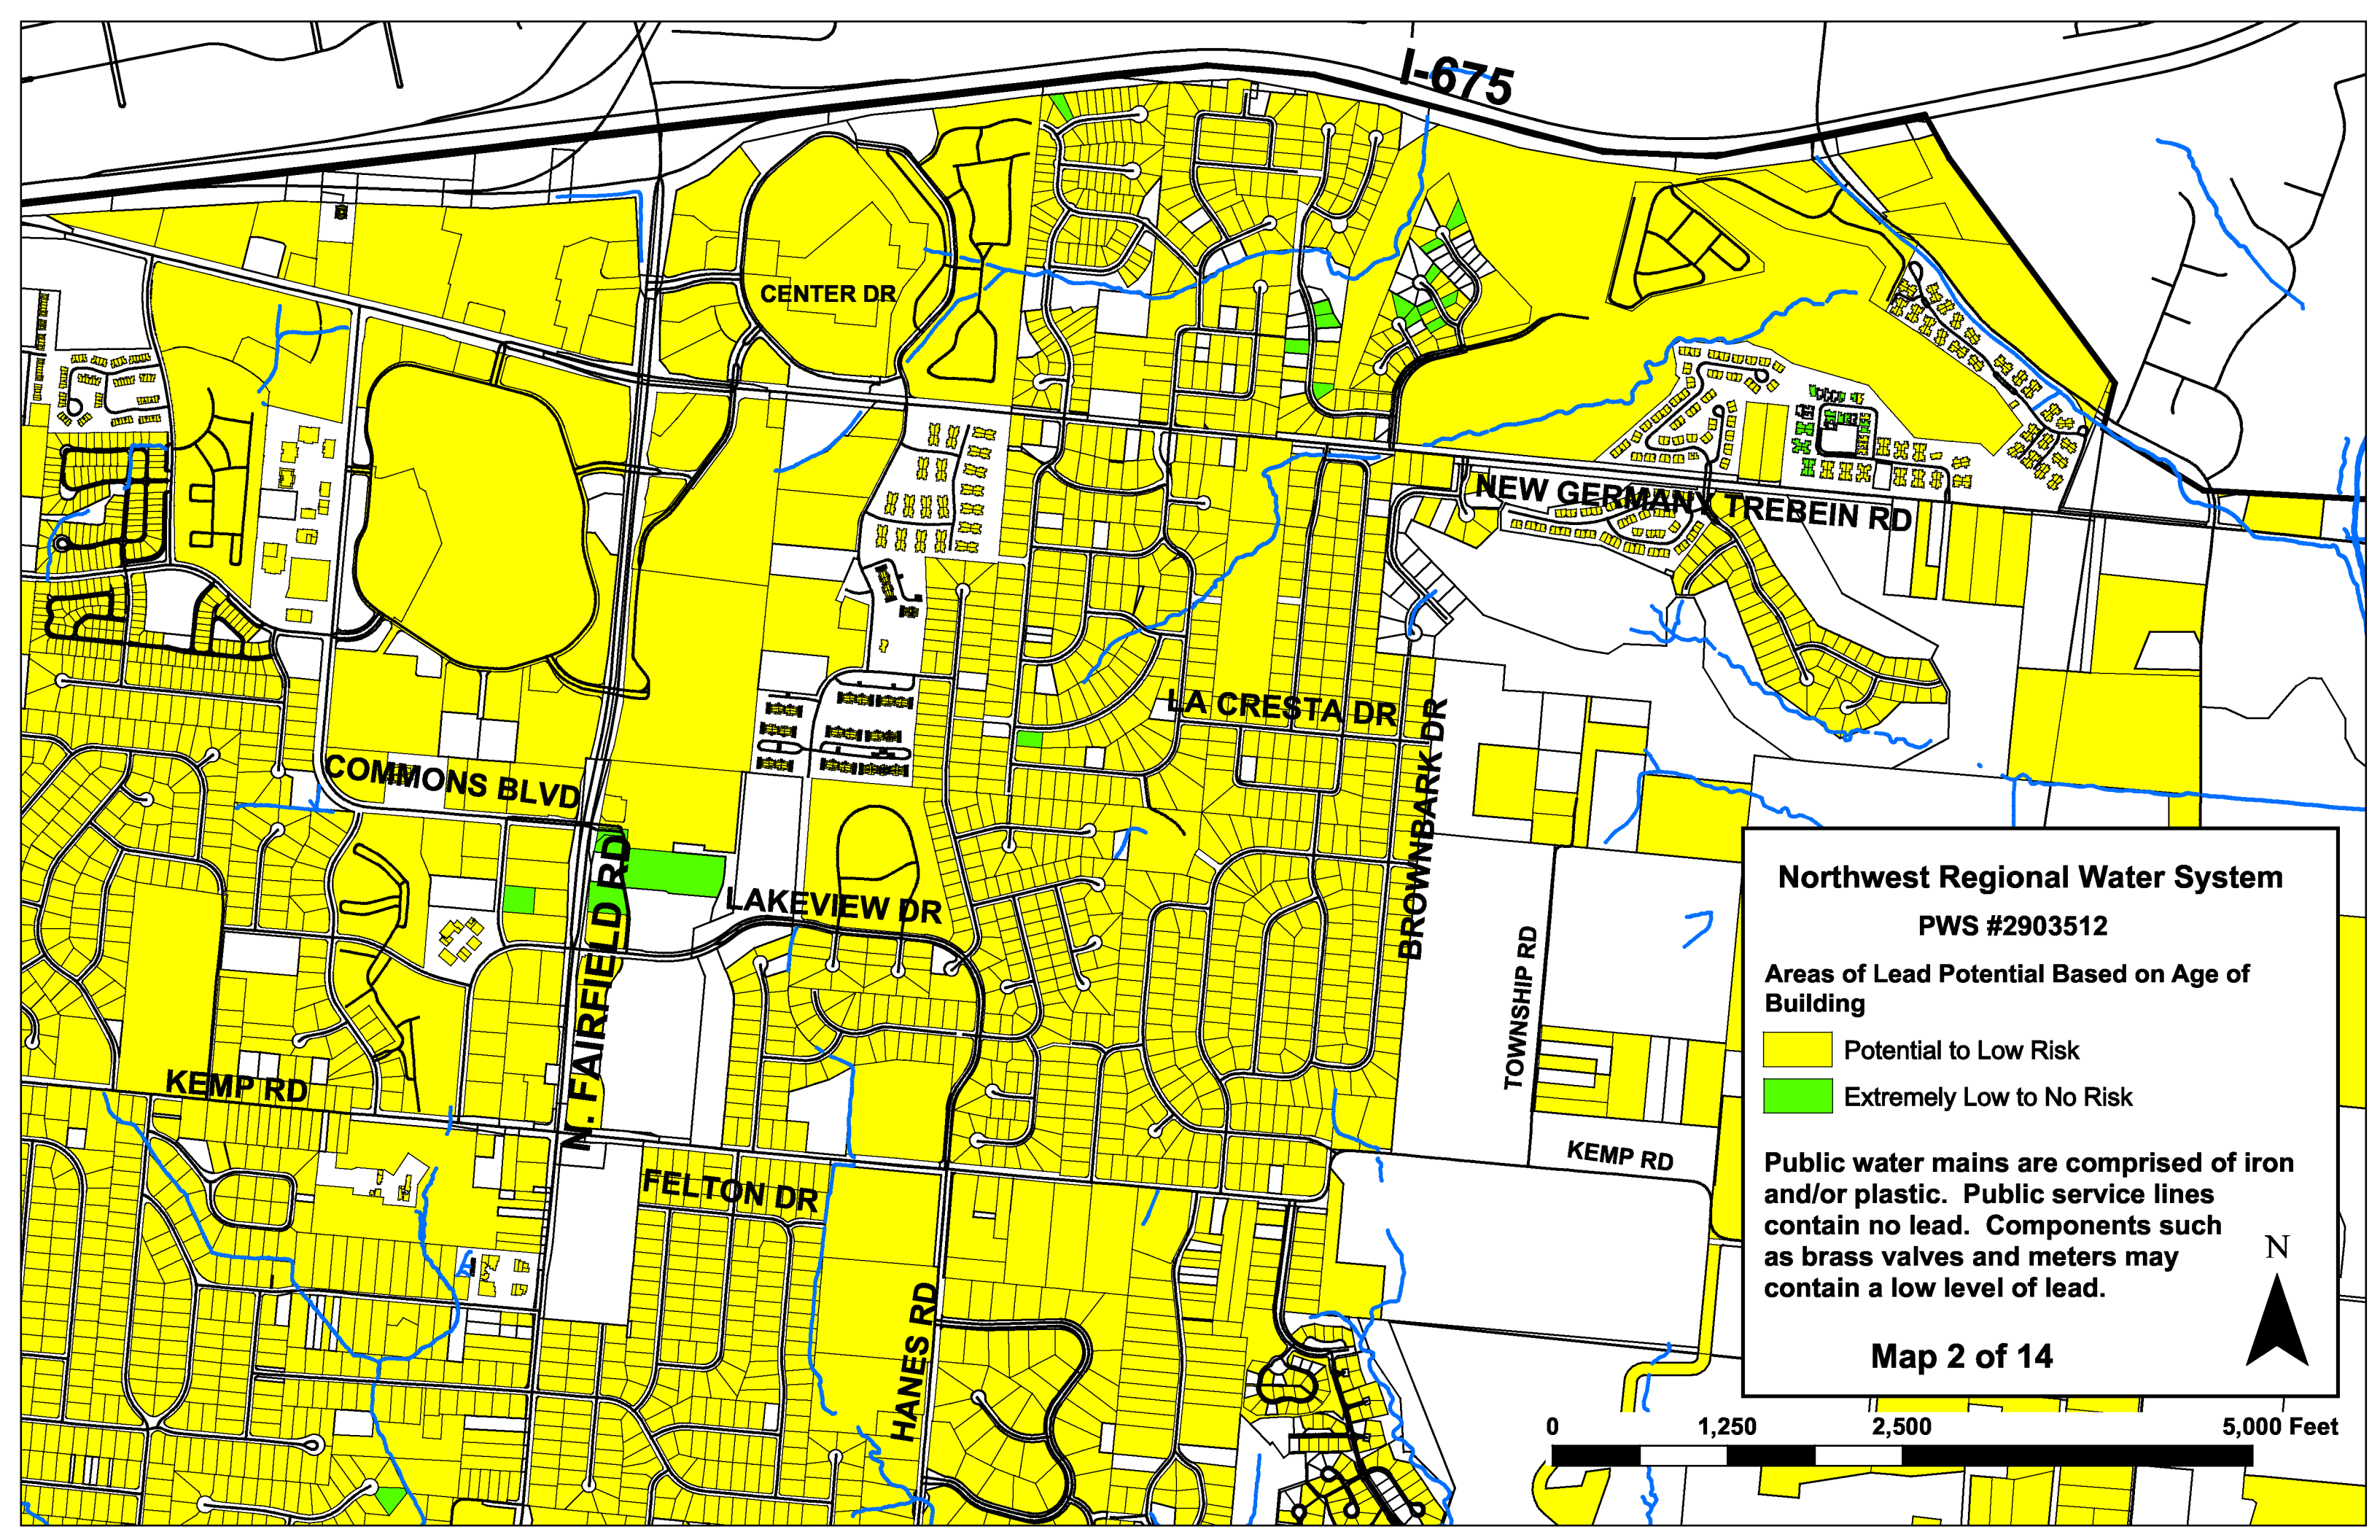 I-675
CENTER DR
NEW GERMANY TREBEIN RD
LA CRESTA DR
BROWNBARK DR
COMMONS BLVD
N. FAIRFIELD RD
LAKEVIEW DR
TOWNSHIP RD
KEMP RD
KEMP RD
FELTON DR
HANES RD
Northwest Regional Water System
PWS #2903512
Areas of Lead Potential Based on Age of
Building
Potential to Low Risk
Extremely Low to No Risk
Public water mains are comprised of iron
and/or plastic.  Public service lines
contain no lead.  Components such
as brass valves and meters may
contain a low level of lead.
N
Map 2 of 14
0 1,250 2,500 5,000 Feet